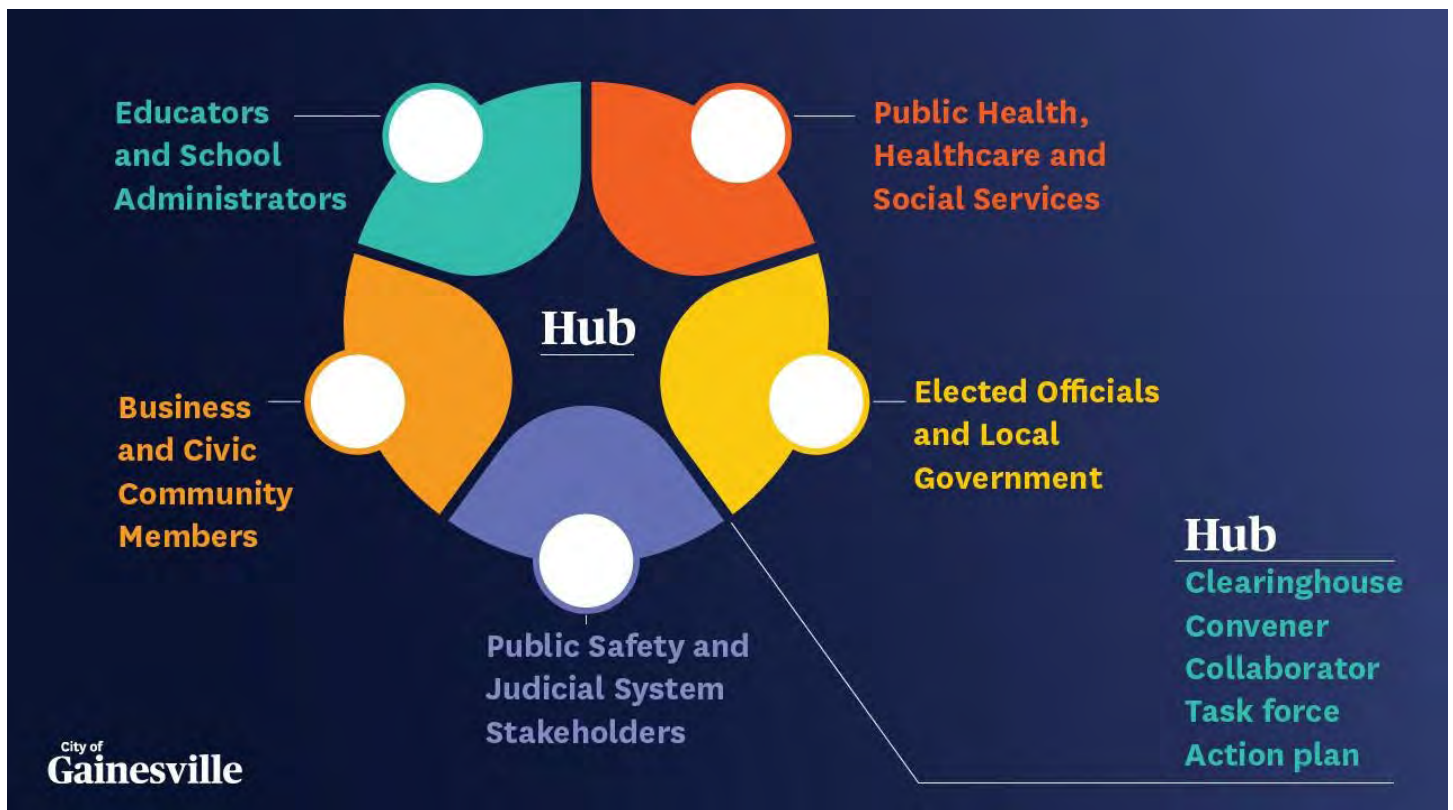 Educators
and School
Administrators
Public Health,
Healthcare and
Social Services
Hub
Business
and Civic
Community
Members
Elected Officials
and Local
Government
Public Safety and
Judicial System
Stakeholders
Hub
Clearinghouse
Convener
Collaborator
Task force
Action plan
City of
Gainesville